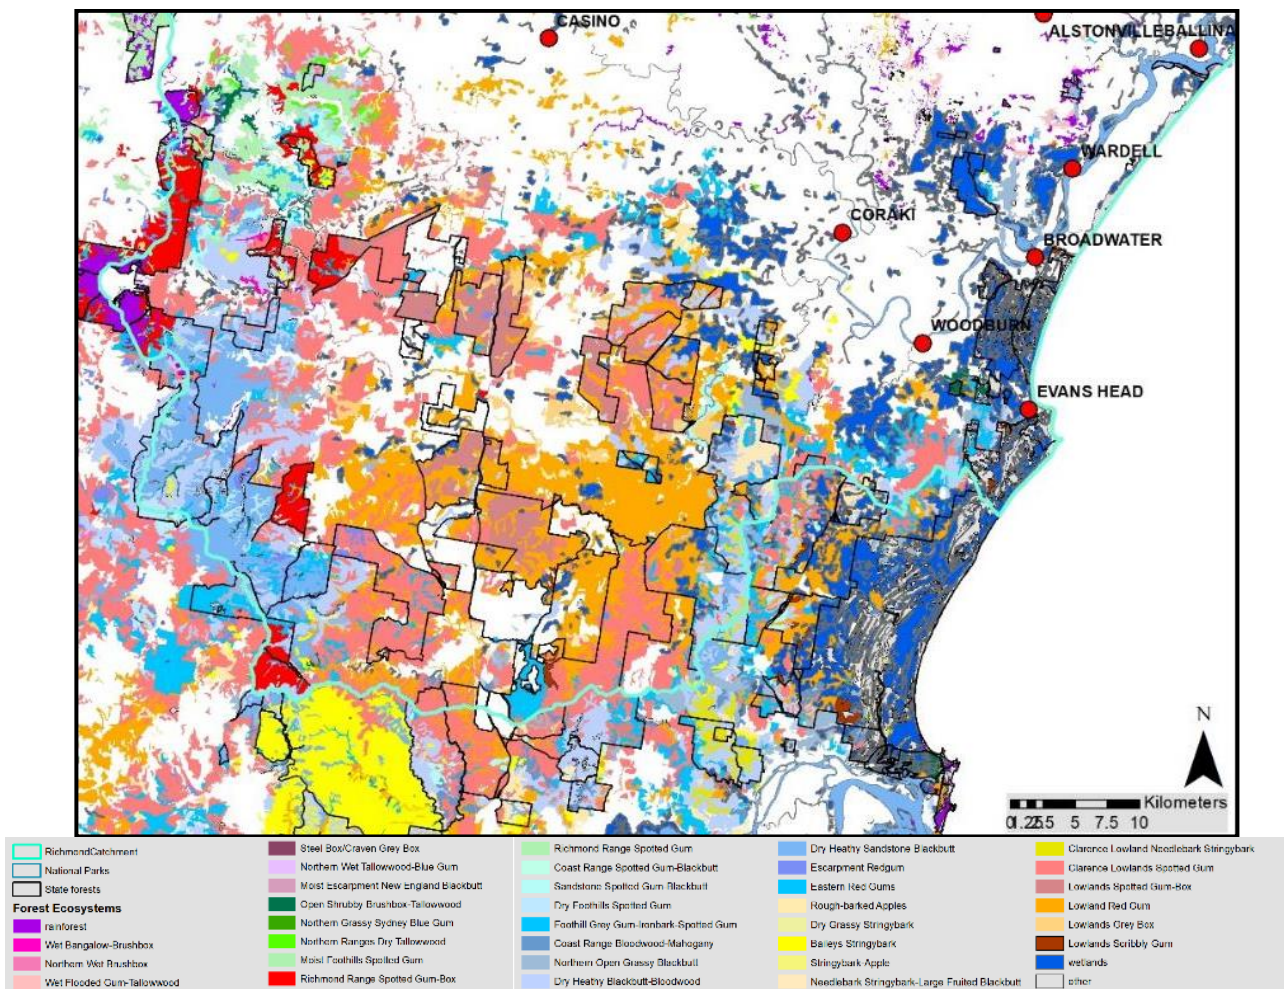 CASINO
ALSTONVILLE BALLINA
WARDELL
CORAKI
BROADWATER
WOODBURN
EVANS HEAD
N
Kilometers
0 1.25 2.5 5 7.5 10
RichmondCatchment
National Parks
State forests
Forest Ecosystems
rainforest
Wet Bangalow-Brushbox
Northern Wet Brushbox
Wet Flooded Gum-Tallowwood
Steel Box/Craven Grey Box
Northern Wet Tallowwood-Blue Gum
Moist Escarpment New England Blackbutt
Open Shrubby Brushbox-Tallowwood
Northern Grassy Sydney Blue Gum
Northern Ranges Dry Tallowwood
Moist Foothills Spotted Gum
Richmond Range Spotted Gum-Box
Richmond Range Spotted Gum
Coast Range Spotted Gum-Blackbutt
Sandstone Spotted Gum-Blackbutt
Dry Foothills Spotted Gum
Foothill Grey Gum-Ironbark-Spotted Gum
Coast Range Bloodwood-Mahogany
Northern Open Grassy Blackbutt
Dry Heathy Blackbutt-Bloodwood
Dry Heathy Sandstone Blackbutt
Escarpment Redgum
Eastern Red Gums
Rough-barked Apples
Dry Grassy Stringybark
Baileys Stringybark
Stringybark-Apple
Needlebark Stringybark-Large Fruited Blackbutt
Clarence Lowland Needlebark Stringybark
Clarence Lowlands Spotted Gum
Lowlands Spotted Gum-Box
Lowland Red Gum
Lowlands Grey Box
Lowlands Scribbly Gum
wetlands
other